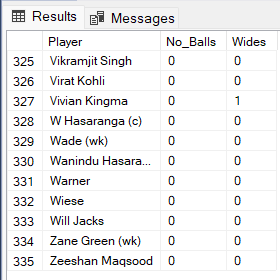 Results Messages
Player No_Balls Wides
325 Vikramjit Singh 0 0
326 Virat Kohli 0 0
327 Vivian Kingma 0 1
328 W Hasaranga (c) 0 0
329 Wade (wk) 0 0
330 Wanindu Hasara... 0 0
331 Warner 0 0
332 Wiese 0 0
333 Will Jacks 0 0
334 Zane Green (wk) 0 0
335 Zeeshan Maqsood 0 0